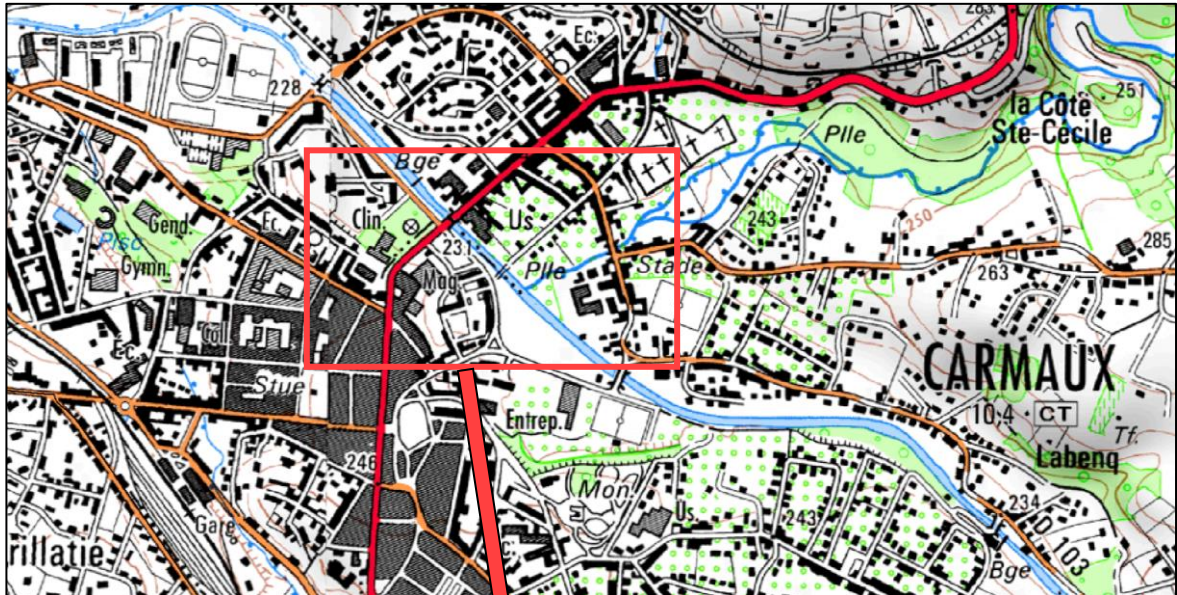 283
Ec.
228
251
la Côte
Ste-Cécile
Plle
Bge
Clin.
Us
243
250
Gend.
Ec.
Pisc
231
285
Gymn.
Plle
Stade
263
Mag
Coll.
Ec.
CARMAUX
Stue
10,4
CT
Entrep.
Tf.
Labenq
246
Mon.
234
Gare
Us.
243
D 103
rillatie
Bge